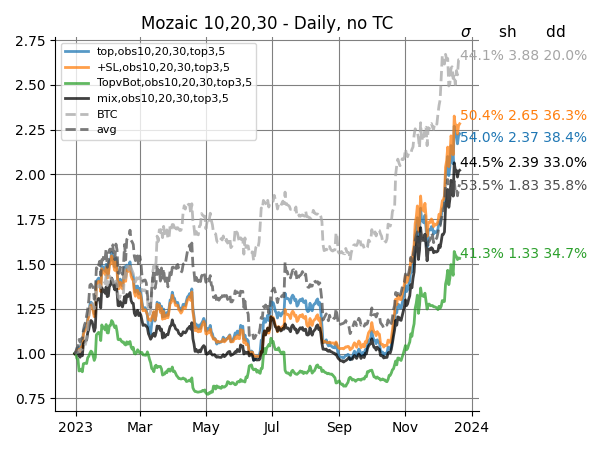 Mozaic 10,20,30 - Daily, no TC
σ sh dd
2.75
2.50
2.25
2.00
1.75
1.50
1.25
1.00
0.75
top,obs10,20,30,top3,5
+SL,obs10,20,30,top3,5
TopvBot,obs10,20,30,top3,5
mix,obs10,20,30,top3,5
BTC
avg
44.1% 3.88 20.0%
50.4% 2.65 36.3%
54.0% 2.37 38.4%
44.5% 2.39 33.0%
53.5% 1.83 35.8%
41.3% 1.33 34.7%
2023 Mar May Jul Sep Nov 2024